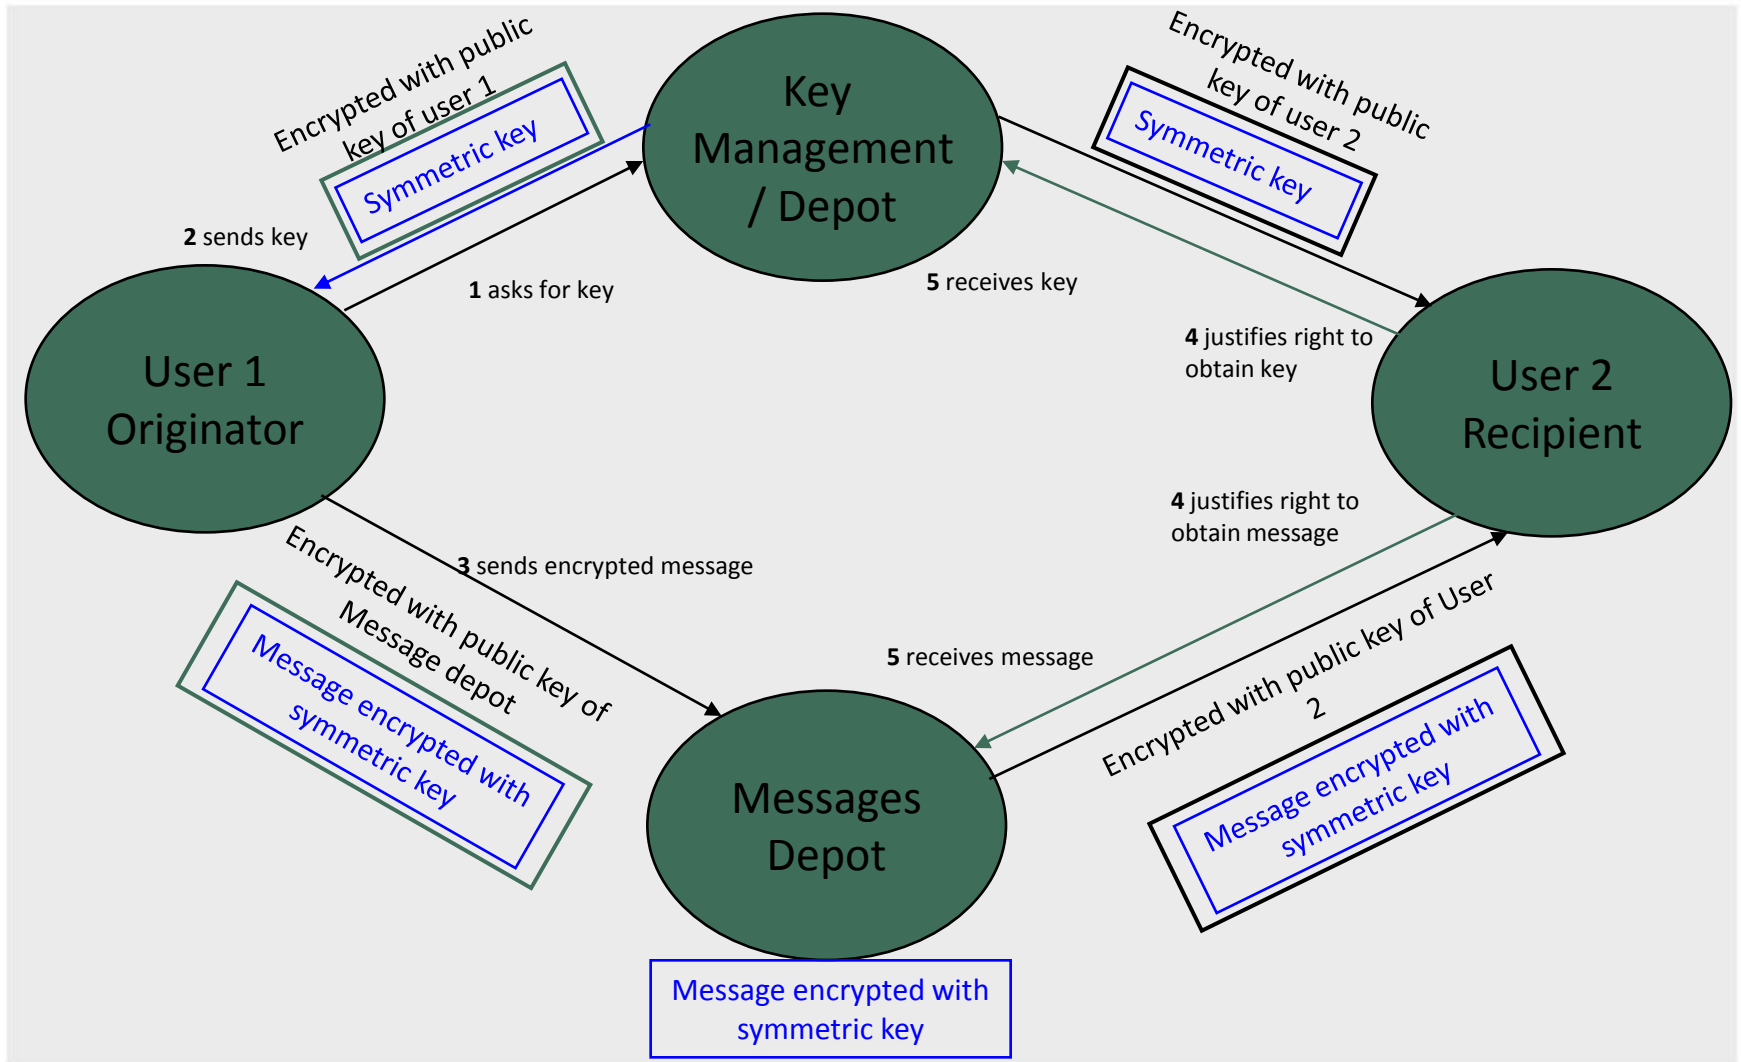 Encrypted with public
key of user 1
Symmetric key
Key
Management
/ Depot
Encrypted with public
key of user 2
Symmetric key
2 sends key
1 asks for key
5 receives key
4 justifies right to
obtain key
User 1
Originator
User 2
Recipient
4 justifies right to
obtain message
3 sends encrypted message
Encrypted with public key of
Message depot
Message encrypted with
symmetric key
5 receives message
Encrypted with public key of User
2
Message encrypted with
symmetric key
Messages
Depot
Message encrypted with
symmetric key